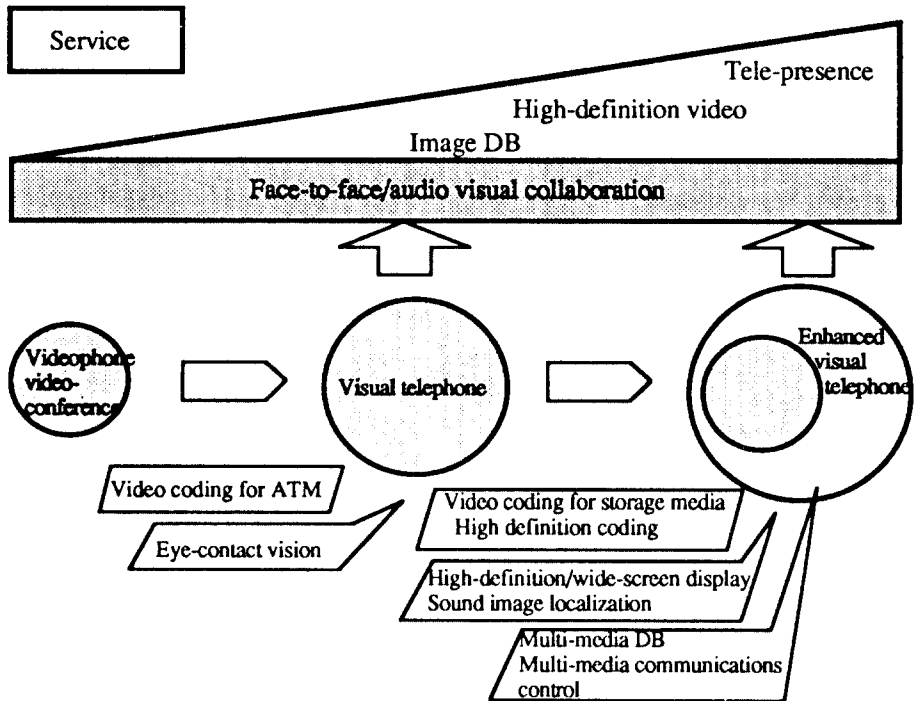 Service
Tele-presence
High-definition video
Image DB
Face-to-face/audio visual collaboration
Videophone
video-
conference
Visual telephone
Enhanced
visual
telephone
Video coding for ATM
Eye-contact vision
Video coding for storage media
High definition coding
High-definition/wide-screen display
Sound image localization
Multi-media DB
Multi-media communications
control